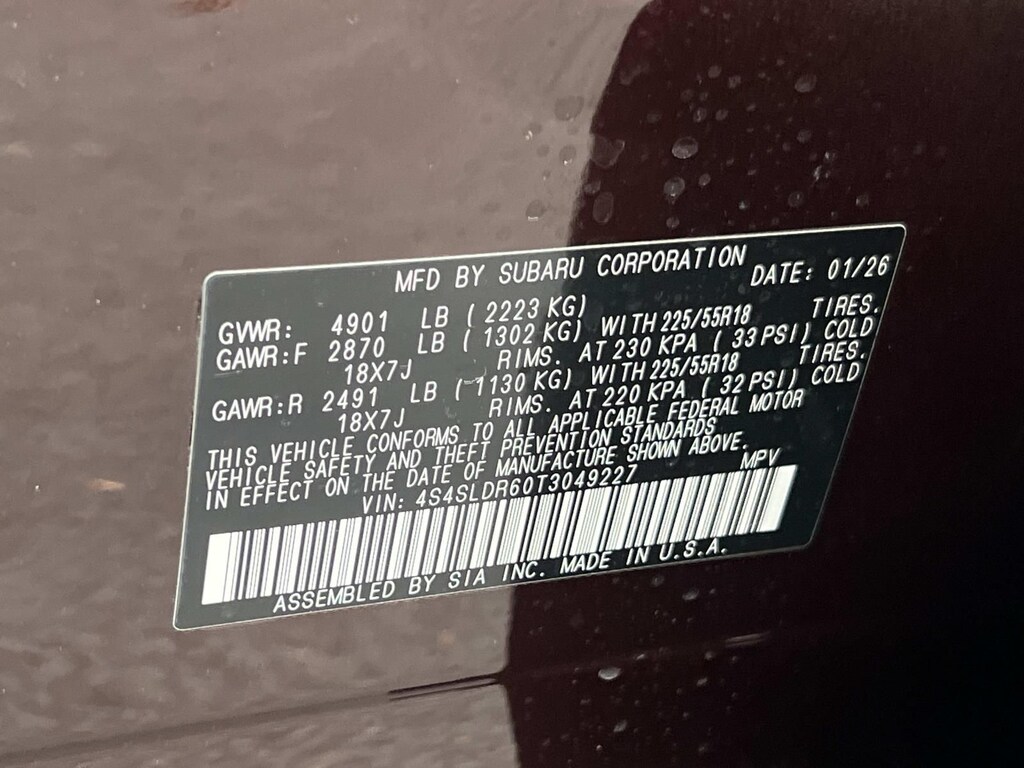 MFD BY SUBARU CORPORATION DATE: 01/26
GVWR: 4901 LB ( 2223 KG)
GAWR:F 2870 LB ( 1302 KG) WITH 225/55R18 TIRES.
18X7J RIMS. AT 230 KPA ( 33 PSI) COLD
GAWR:R 2491 LB ( 1130 KG) WITH 225/55R18 TIRES.
18X7J RIMS. AT 220 KPA ( 32 PSI) COLD
THIS VEHICLE CONFORMS TO ALL APPLICABLE FEDERAL MOTOR
VEHICLE SAFETY AND THEFT PREVENTION STANDARDS
IN EFFECT ON THE DATE OF MANUFACTURE SHOWN ABOVE.
VIN: 4S4SLDR60T3049227 MPV
ASSEMBLED BY SIA INC. MADE IN U.S.A.